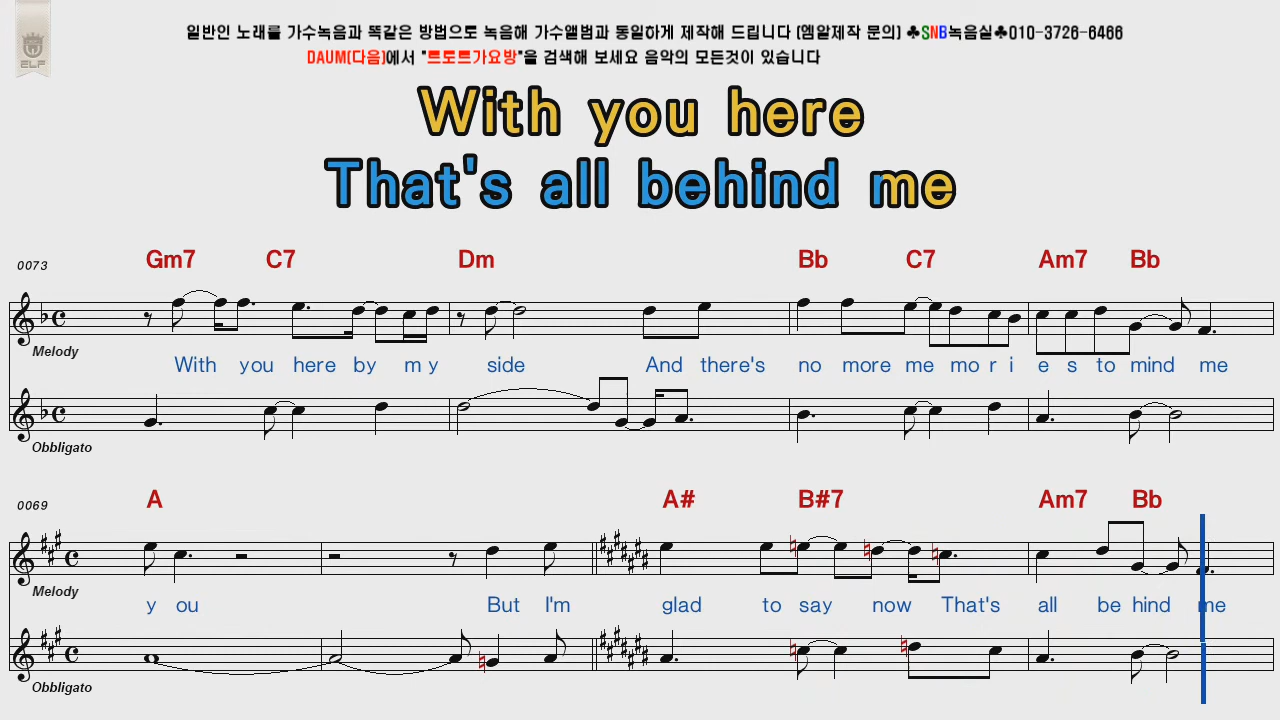 일반인 노래를 가수녹음과 똑같은 방법으로 녹음해 가수앨범과 동일하게 제작해 드립니다 (엠알제작 문의) ♣SNB녹음실♣010-3726-6466
DAUM(다음)에서 "트로트가요방"을 검색해 보세요 음악의 모든것이 있습니다
ELF
With you here
That's all behind me
0073 Gm7 C7 Dm Bb C7 Am7 Bb
Melody
With you here by m y side And there's no more me mo r i e s to mind me
Obbligato
0069 A A# B#7 Am7 Bb
Melody
y ou But I'm glad to say now That's all be hind me
Obbligato